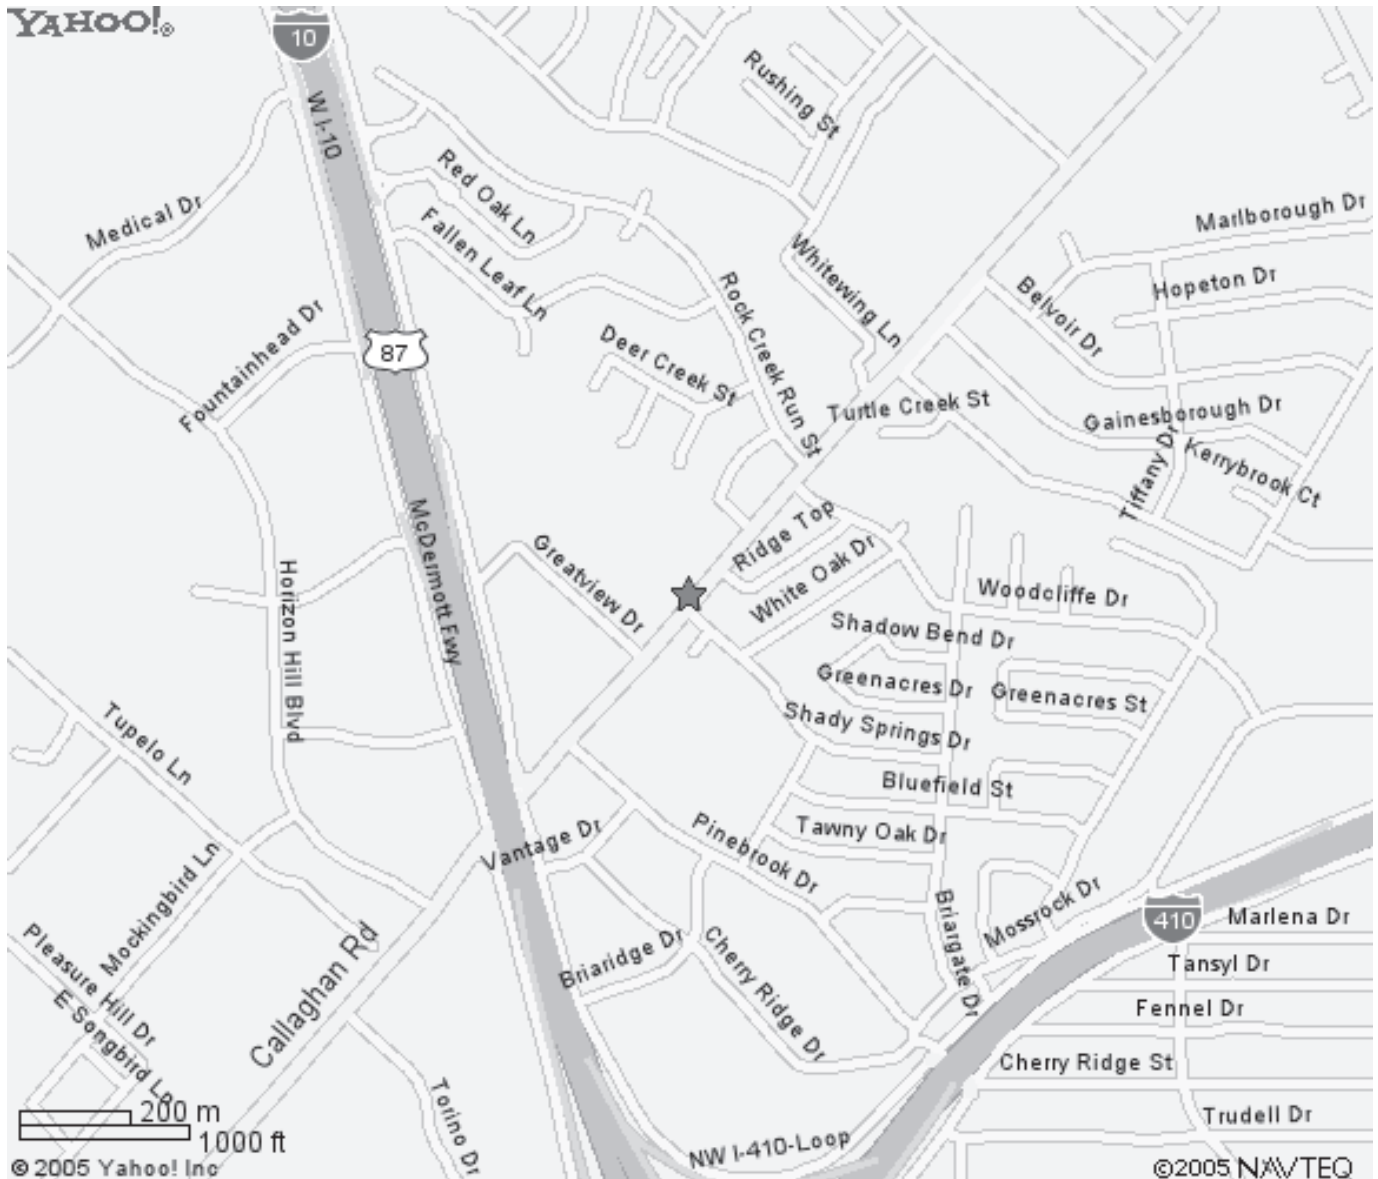 YAHOO!®
10
W I-10
Rushing St
Red Oak Ln
Medical Dr
Fallen Leaf Ln
Marlborough Dr
Whitewing Ln
Hopeton Dr
Belvoir Dr
Rock Creek Run St
Fountainhead Dr
87
Deer Creek St
Turtle Creek St
Gainesborough Dr
Tiffany Dr
Kerrybrook Ct
McDermott Fwy
Ridge Top
Greatview Dr
White Oak Dr
Horizon Hill Blvd
Woodcliffe Dr
Shadow Bend Dr
Greenacres Dr
Greenacres St
Shady Springs Dr
Tupelo Ln
Bluefield St
Vantage Dr
Pinebrook Dr
Tawny Oak Dr
Mockingbird Ln
Briargate Dr
Mossrock Dr
410
Marlena Dr
Pleasure Hill Dr
Callaghan Rd
Briaridge Dr
Cherry Ridge Dr
Tansyl Dr
E Songbird Ln
Fennel Dr
Cherry Ridge St
Torino Dr
200 m
1000 ft
Trudell Dr
NW I-410-Loop
© 2005 Yahoo! Inc
©2005 NAVTEQ